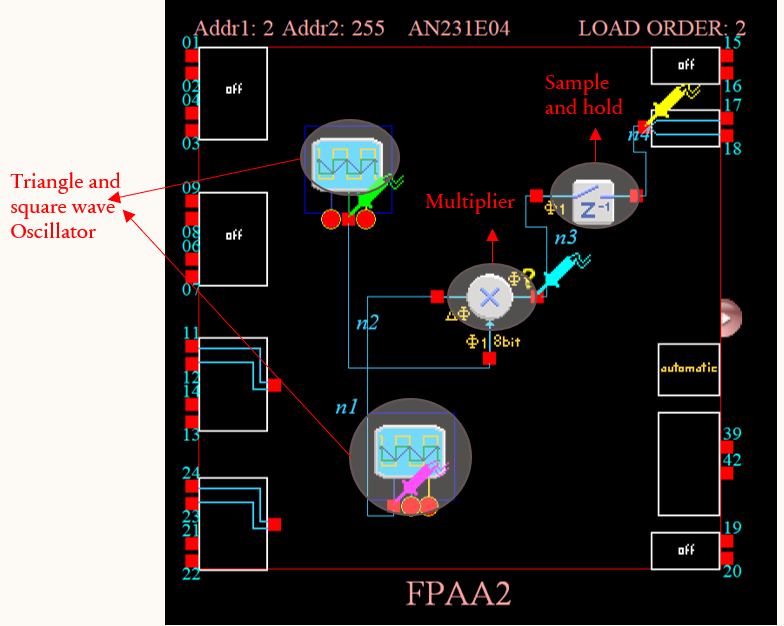 Addr1: 2 Addr2: 255 AN231E04 LOAD ORDER: 2
01
15
off
off
02
04
16
17
03
18
Sample
and hold
n4
Triangle and
square wave
Oscillator
09
off
08
06
07
Multiplier
Φ1
Z⁻¹
n3
Φ?
ΔΦ
Φ1 8bit
n2
n1
11
12
14
13
automatic
39
42
24
23
21
22
19
off
20
FPAA2